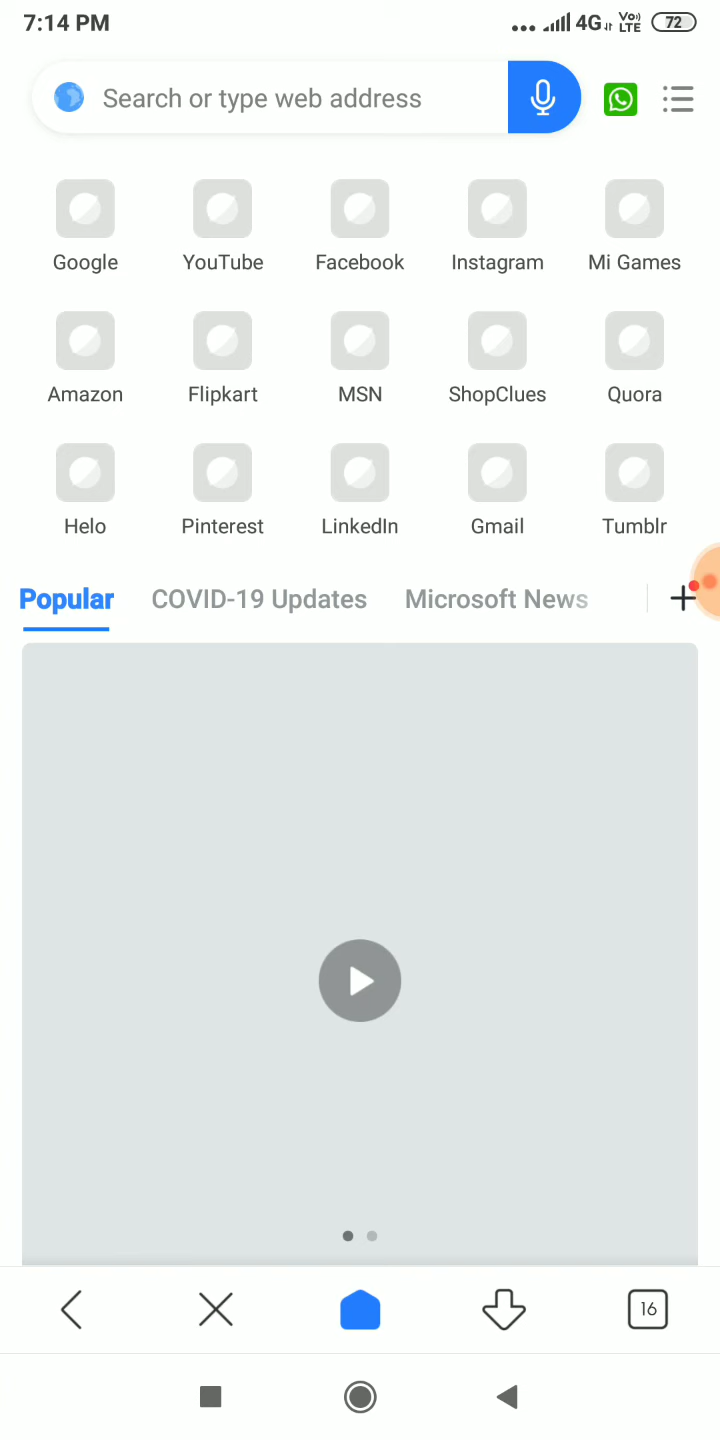 7:14 PM ... 4G Vo)) LTE 72
Search or type web address
Google YouTube Facebook Instagram Mi Games
Amazon Flipkart MSN ShopClues Quora
Helo Pinterest LinkedIn Gmail Tumblr
Popular COVID-19 Updates Microsoft News
16